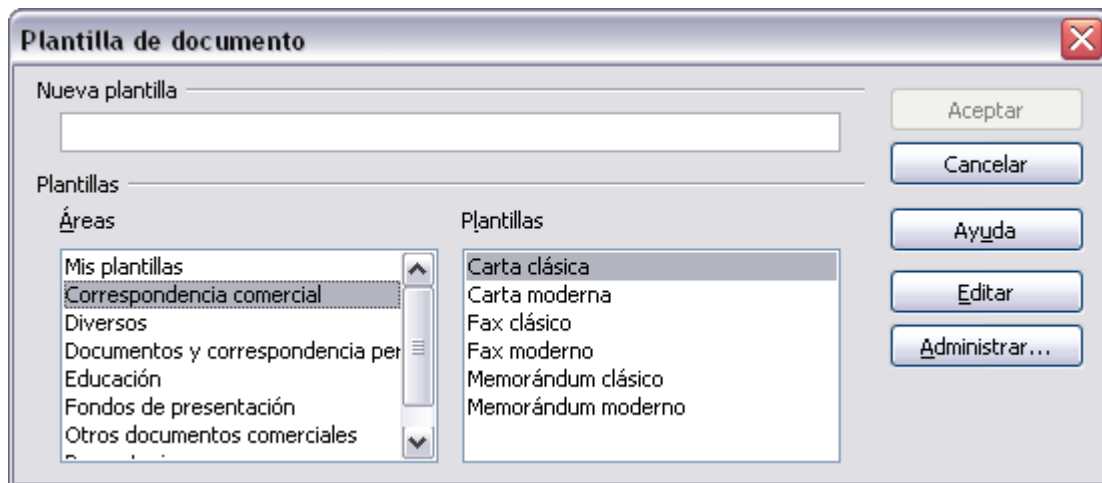 Plantilla de documento
Nueva plantilla
Aceptar
Cancelar
Plantillas
Áreas
Plantillas
Ayuda
Mis plantillas
Correspondencia comercial
Diversos
Documentos y correspondencia per
Educación
Fondos de presentación
Otros documentos comerciales
Carta clásica
Carta moderna
Fax clásico
Fax moderno
Memorándum clásico
Memorándum moderno
Editar
Administrar...